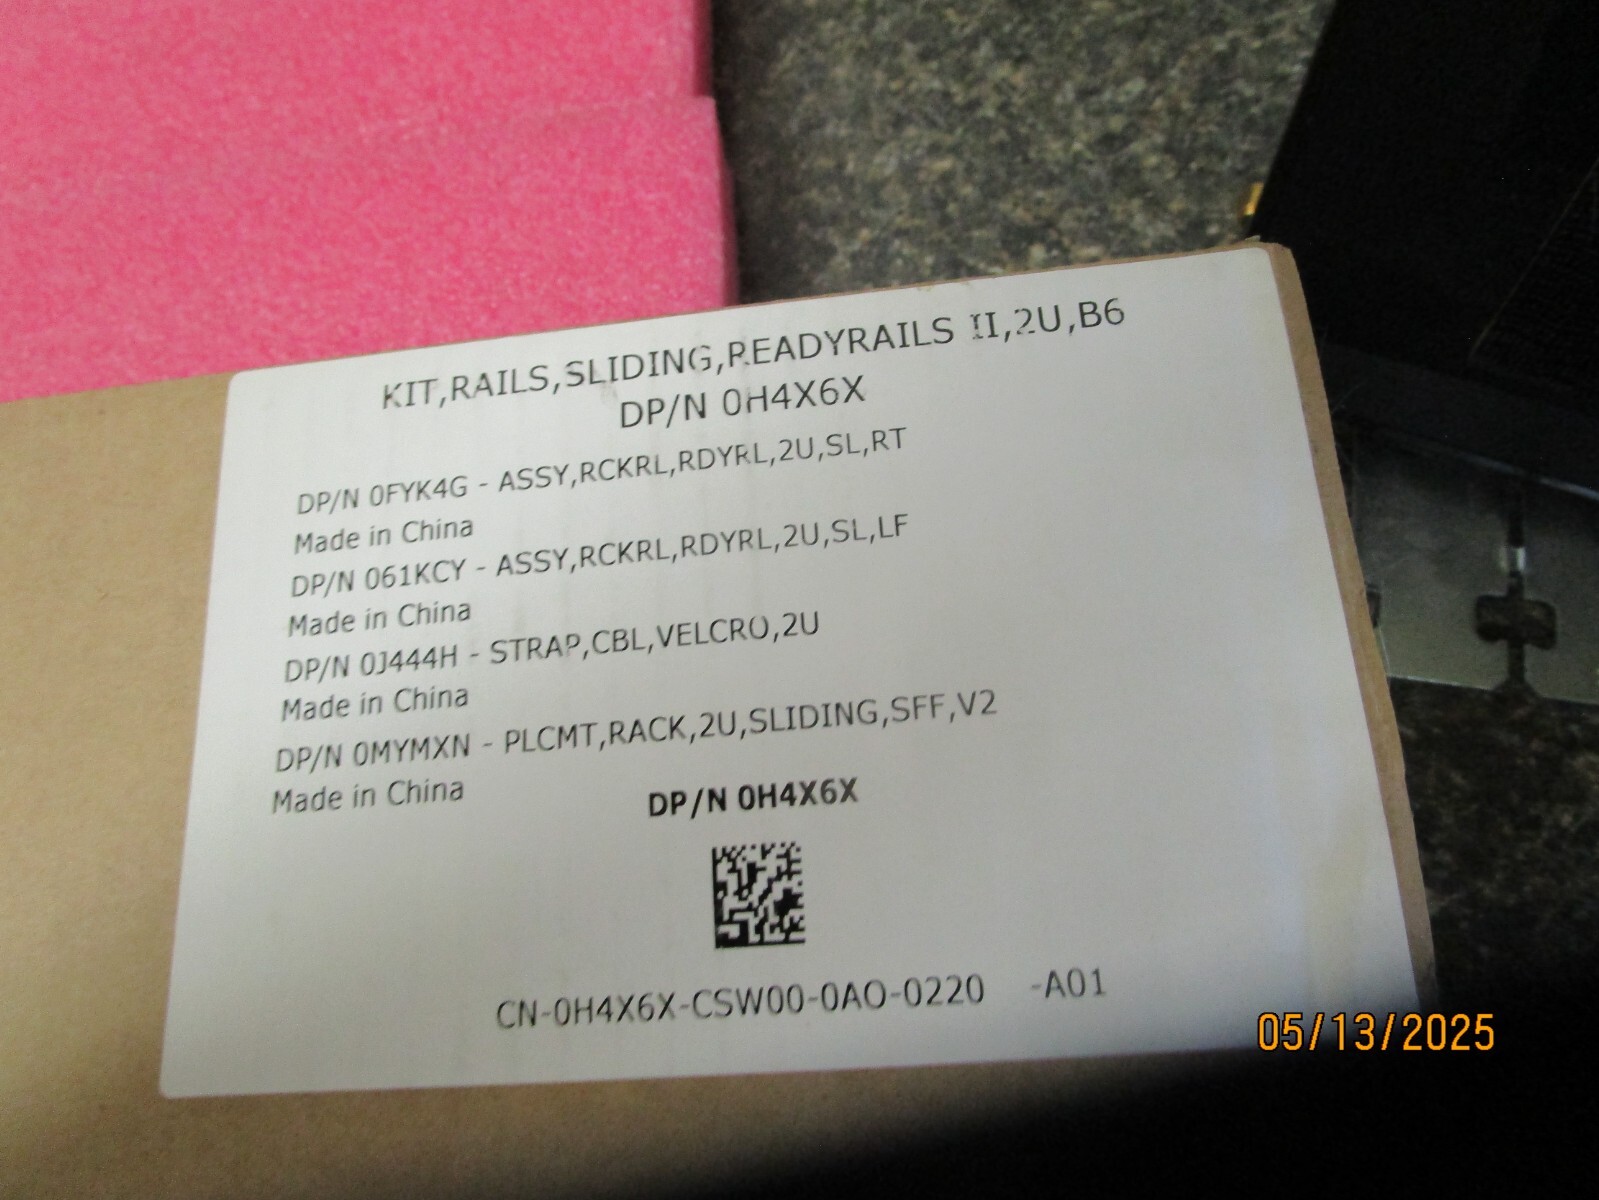 KIT,RAILS,SLIDING,READYRAILS II,2U,B6
DP/N 0H4X6X
DP/N 0FYK4G - ASSY,RCKRL,RDYRL,2U,SL,RT
Made in China
DP/N 061KCY - ASSY,RCKRL,RDYRL,2U,SL,LF
Made in China
DP/N 0J444H - STRAP,CBL,VELCRO,2U
Made in China
DP/N 0MYMXN - PLCMT,RACK,2U,SLIDING,SFF,V2
Made in China
DP/N 0H4X6X
CN-0H4X6X-CSW00-0AO-0220 -A01
05/13/2025